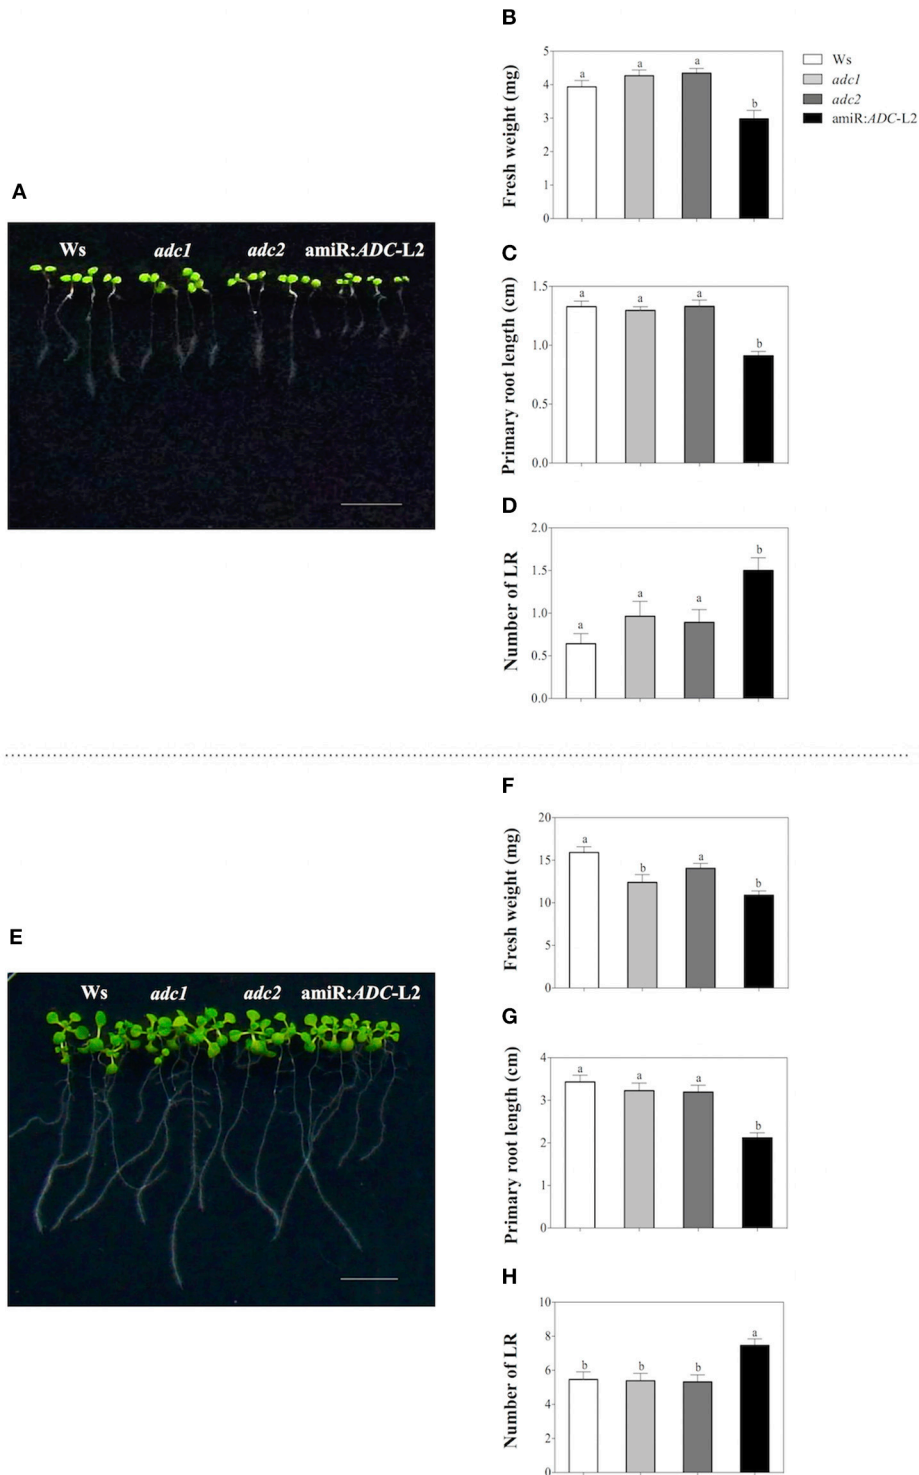 B
Fresh weight (mg)
5
4
3
2
1
0
a
a
a
b
Ws
adc1
adc2
amiR:ADC-L2
A
Ws adc1 adc2 amiR:ADC-L2
C
Primary root length (cm)
1.5
1.0
0.5
0.0
a
a
a
b
D
Number of LR
2.0
1.5
1.0
0.5
0.0
a
a
a
b
F
Fresh weight (mg)
20
15
10
5
0
a
b
a
b
E
Ws adc1 adc2 amiR:ADC-L2
G
Primary root length (cm)
4
3
2
1
0
a
a
a
b
H
Number of LR
10
8
6
4
2
0
b
b
b
a